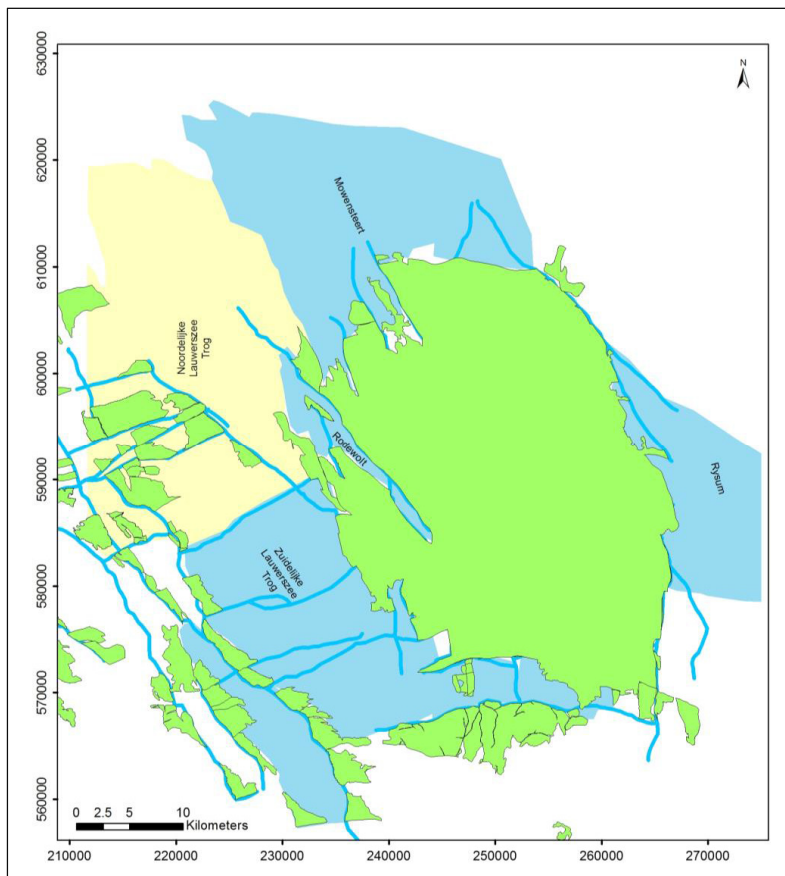 630000
620000
610000
600000
590000
580000
570000
560000
N
Mowensteert
Noordelijke
Lauwerszee
Trog
Rodewolt
Rysum
Zuidelijke
Lauwerszee
Trog
0 2.5 5 10
Kilometers
210000 220000 230000 240000 250000 260000 270000